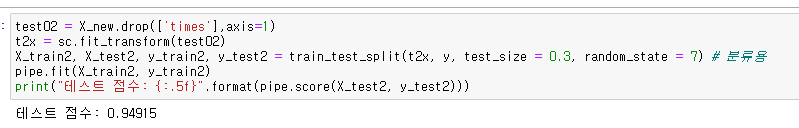 test02 = X_new.drop(['times'],axis=1)
t2x = sc.fit_transform(test02)
X_train2, X_test2, y_train2, y_test2 = train_test_split(t2x, y, test_size = 0.3, random_state = 7) # 분류용
pipe.fit(X_train2, y_train2)
print("테스트 점수: {:.5f}".format(pipe.score(X_test2, y_test2)))
테스트 점수: 0.94915